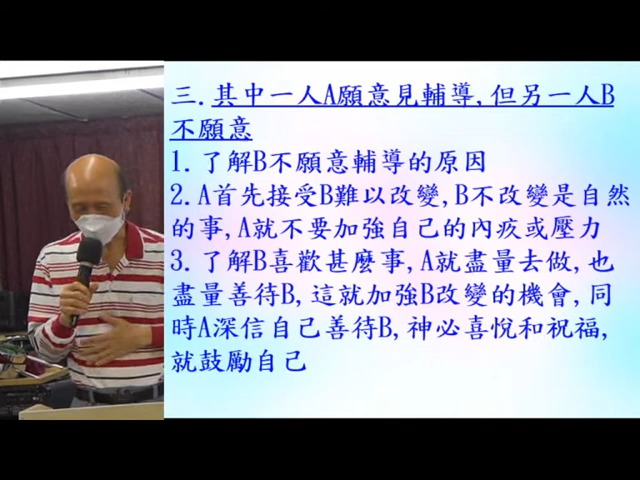 三.其中一人A願意見輔導,但另一人B
不願意
1.了解B不願意輔導的原因
2.A首先接受B難以改變,B不改變是自然
的事,A就不要加強自己的內疚或壓力
3.了解B喜歡甚麼事,A就盡量去做,也
盡量善待B,這就加強B改變的機會,同
時A深信自己善待B,神必喜悅和祝福,
就鼓勵自己